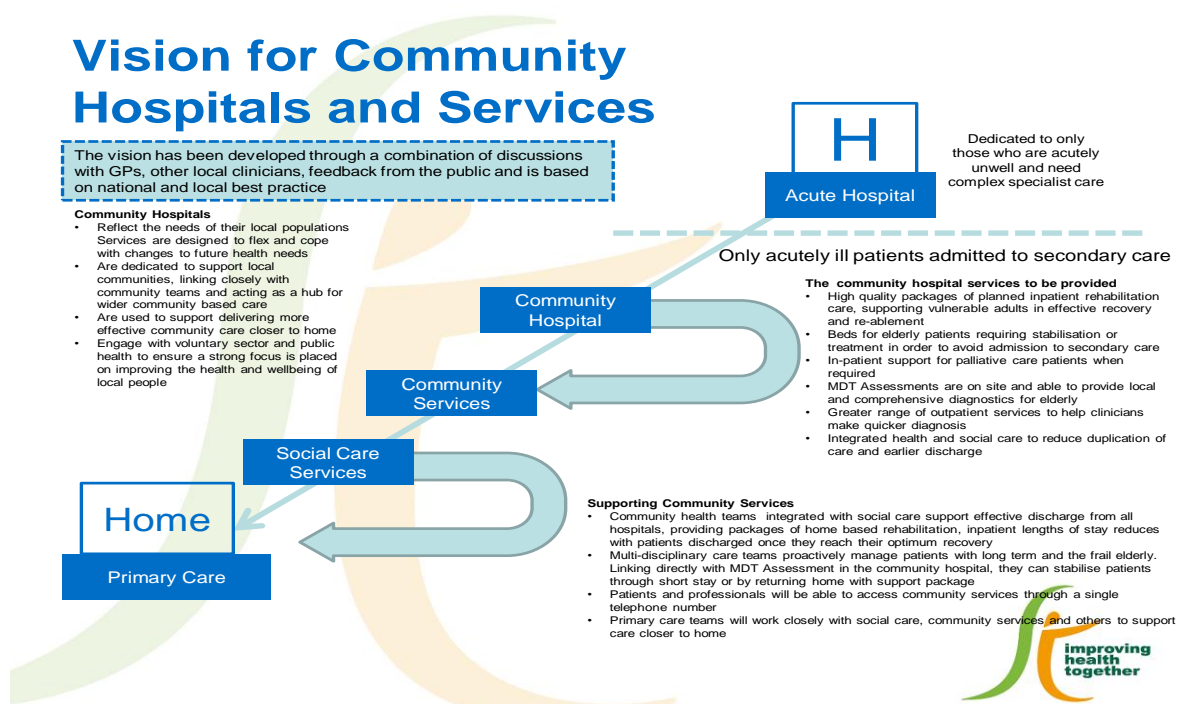 Vision for Community
Hospitals and Services
The vision has been developed through a combination of discussions
with GPs, other local clinicians, feedback from the public and is based
on national and local best practice
Community Hospitals
• Reflect the needs of their local populations
Services are designed to flex and cope
with changes to future health needs
• Are dedicated to support local
communities, linking closely with
community teams and acting as a hub for
wider community based care
• Are used to support delivering more
effective community care closer to home
• Engage with voluntary sector and public
health to ensure a strong focus is placed
on improving the health and wellbeing of
local people
H
Acute Hospital
Dedicated to only
those who are acutely
unwell and need
complex specialist care
Only acutely ill patients admitted to secondary care
Community
Hospital
The community hospital services to be provided
• High quality packages of planned inpatient rehabilitation
care, supporting vulnerable adults in effective recovery
and re-ablement
• Beds for elderly patients requiring stabilisation or
treatment in order to avoid admission to secondary care
• In-patient support for palliative care patients when
required
• MDT Assessments are on site and able to provide local
and comprehensive diagnostics for elderly
• Greater range of outpatient services to help clinicians
make quicker diagnosis
• Integrated health and social care to reduce duplication of
care and earlier discharge
Community
Services
Social Care
Services
Home
Primary Care
Supporting Community Services
• Community health teams integrated with social care support effective discharge from all
hospitals, providing packages of home based rehabilitation, inpatient lengths of stay reduces
with patients discharged once they reach their optimum recovery
• Multi-disciplinary care teams proactively manage patients with long term and the frail elderly.
Linking directly with MDT Assessment in the community hospital, they can stabilise patients
through short stay or by returning home with support package
• Patients and professionals will be able to access community services through a single
telephone number
• Primary care teams will work closely with social care, community services and others to support
care closer to home
improving
health
together